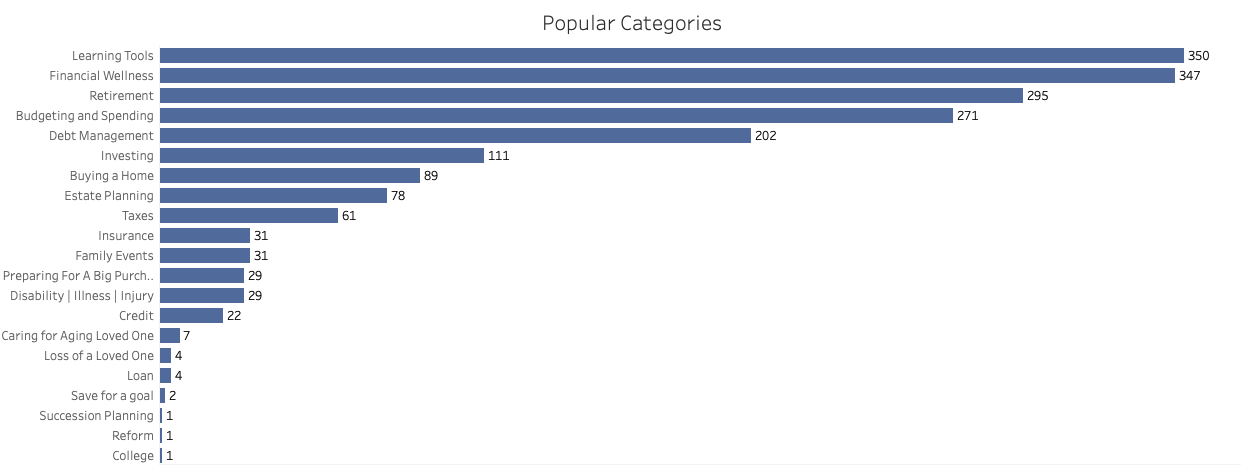 Popular Categories
Learning Tools 350
Financial Wellness 347
Retirement 295
Budgeting and Spending 271
Debt Management 202
Investing 111
Buying a Home 89
Estate Planning 78
Taxes 61
Insurance 31
Family Events 31
Preparing For A Big Purch.. 29
Disability | Illness | Injury 29
Credit 22
Caring for Aging Loved One 7
Loss of a Loved One 4
Loan 4
Save for a goal 2
Succession Planning 1
Reform 1
College 1